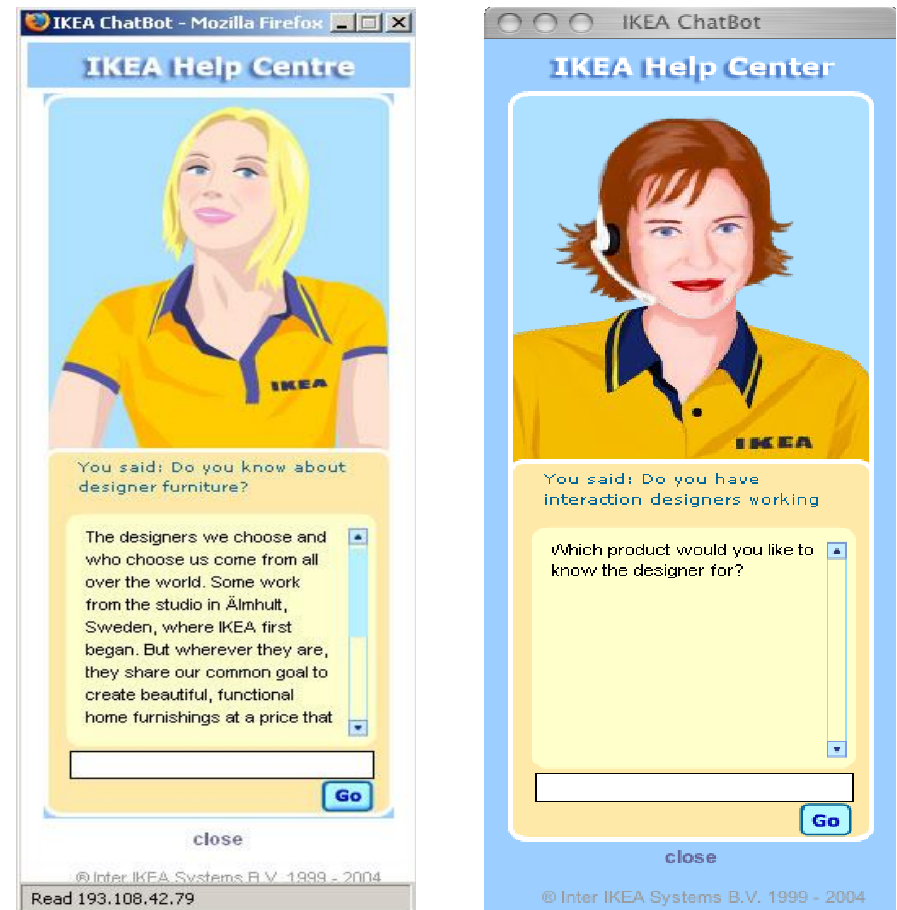 IKEA ChatBot - Mozilla Firefox
IKEA Help Centre
IKEA
You said: Do you know about
designer furniture?
The designers we choose and
who choose us come from all
over the world. Some work
from the studio in Älmhult,
Sweden, where IKEA first
began. But wherever they are,
they share our common goal to
create beautiful, functional
home furnishings at a price that
Go
close
® Inter IKEA Systems B.V. 1999 - 2004
Read 193.108.42.79
IKEA ChatBot
IKEA Help Center
IKEA
You said: Do you have
interaction designers working
Which product would you like to
know the designer for?
Go
close
® Inter IKEA Systems B.V. 1999 - 2004